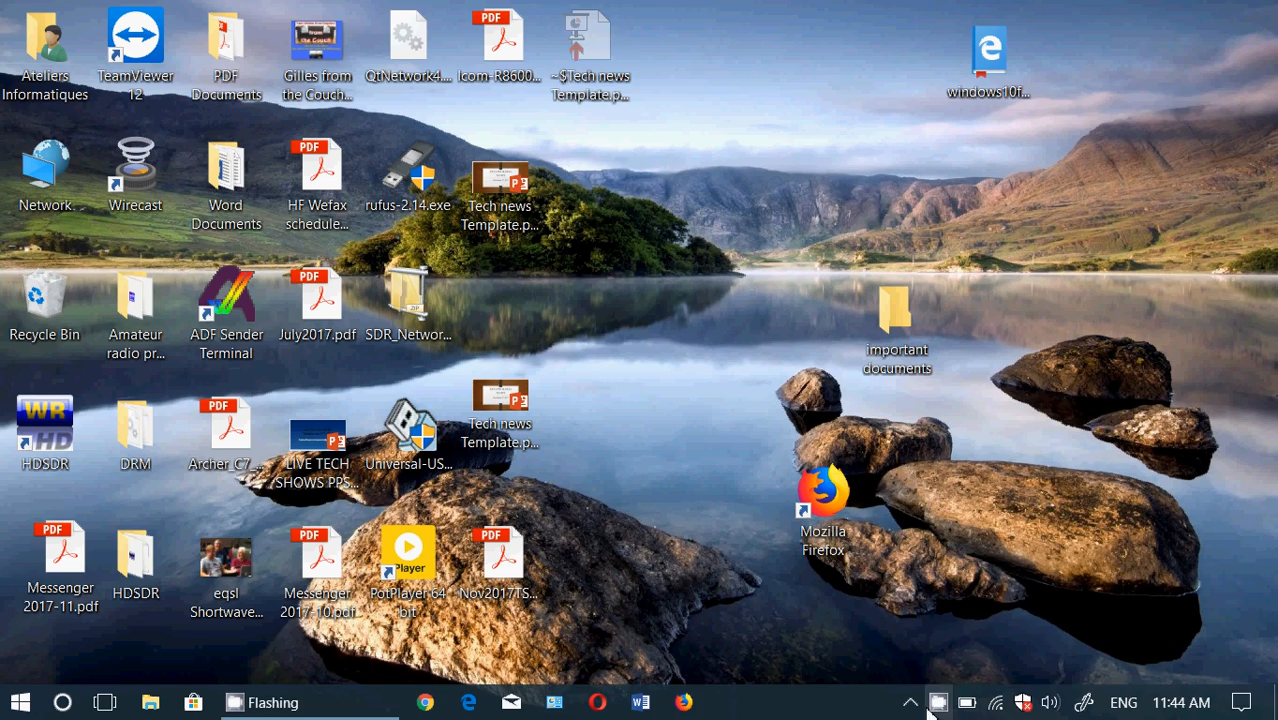 Ateliers
Informatiques
TeamViewer
12
PDF
Documents
Gilles from
the Couch...
QtNetwork4....
PDF
Icom-R8600...
~$Tech news
Template.p...
windows10f...
Network
Wirecast
Word
Documents
PDF
HF Wefax
schedule...
rufus-2.14.exe
Tech news
Template.p...
Recycle Bin
Amateur
radio pr...
ADF Sender
Terminal
PDF
July2017.pdf
ZIP
SDR_Networ...
important
documents
WR
HD
HDSDR
DRM
PDF
Archer_C7_...
LIVE TECH
SHOWS PPS...
Universal-US...
Tech news
Template.p...
Mozilla
Firefox
PDF
Messenger
2017-11.pdf
HDSDR
eqsl
Shortwave...
PDF
Messenger
2017-10.pdf
Player
PotPlayer 64
bit
PDF
Nov2017TS...
Flashing
ENG
11:44 AM